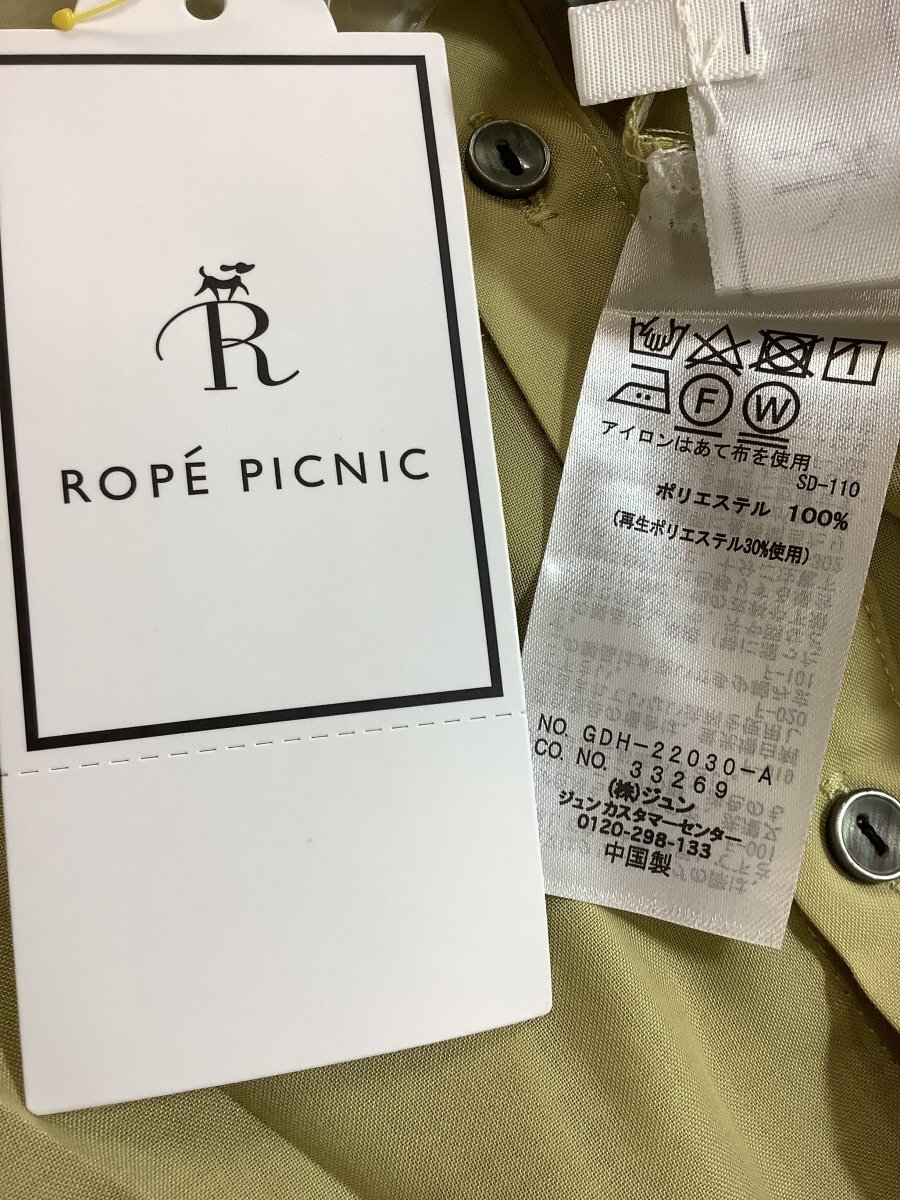 R
ROPÉ PICNIC
F W
アイロンはあて布を使用
SD-110
ポリエステル 100%
(再生ポリエステル30%使用)
NO. GDH-22030-A
CO. NO. 33269
(株)ジュン
ジュンカスタマーセンター
0120-298-133
中国製